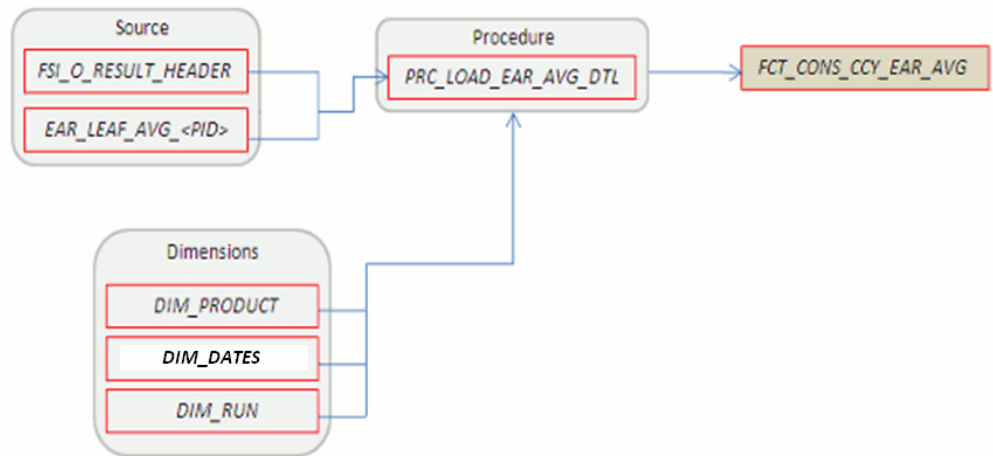 Source
FSI_O_RESULT_HEADER
EAR_LEAF_AVG_<PID>
Procedure
PRC_LOAD_EAR_AVG_DTL
FCT_CONS_CCY_EAR_AVG
Dimensions
DIM_PRODUCT
DIM_DATES
DIM_RUN